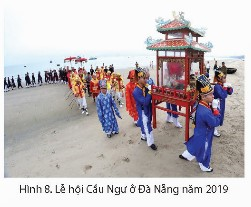 Hình 8. Lễ hội Cầu Ngư ở Đà Nẵng năm 2019